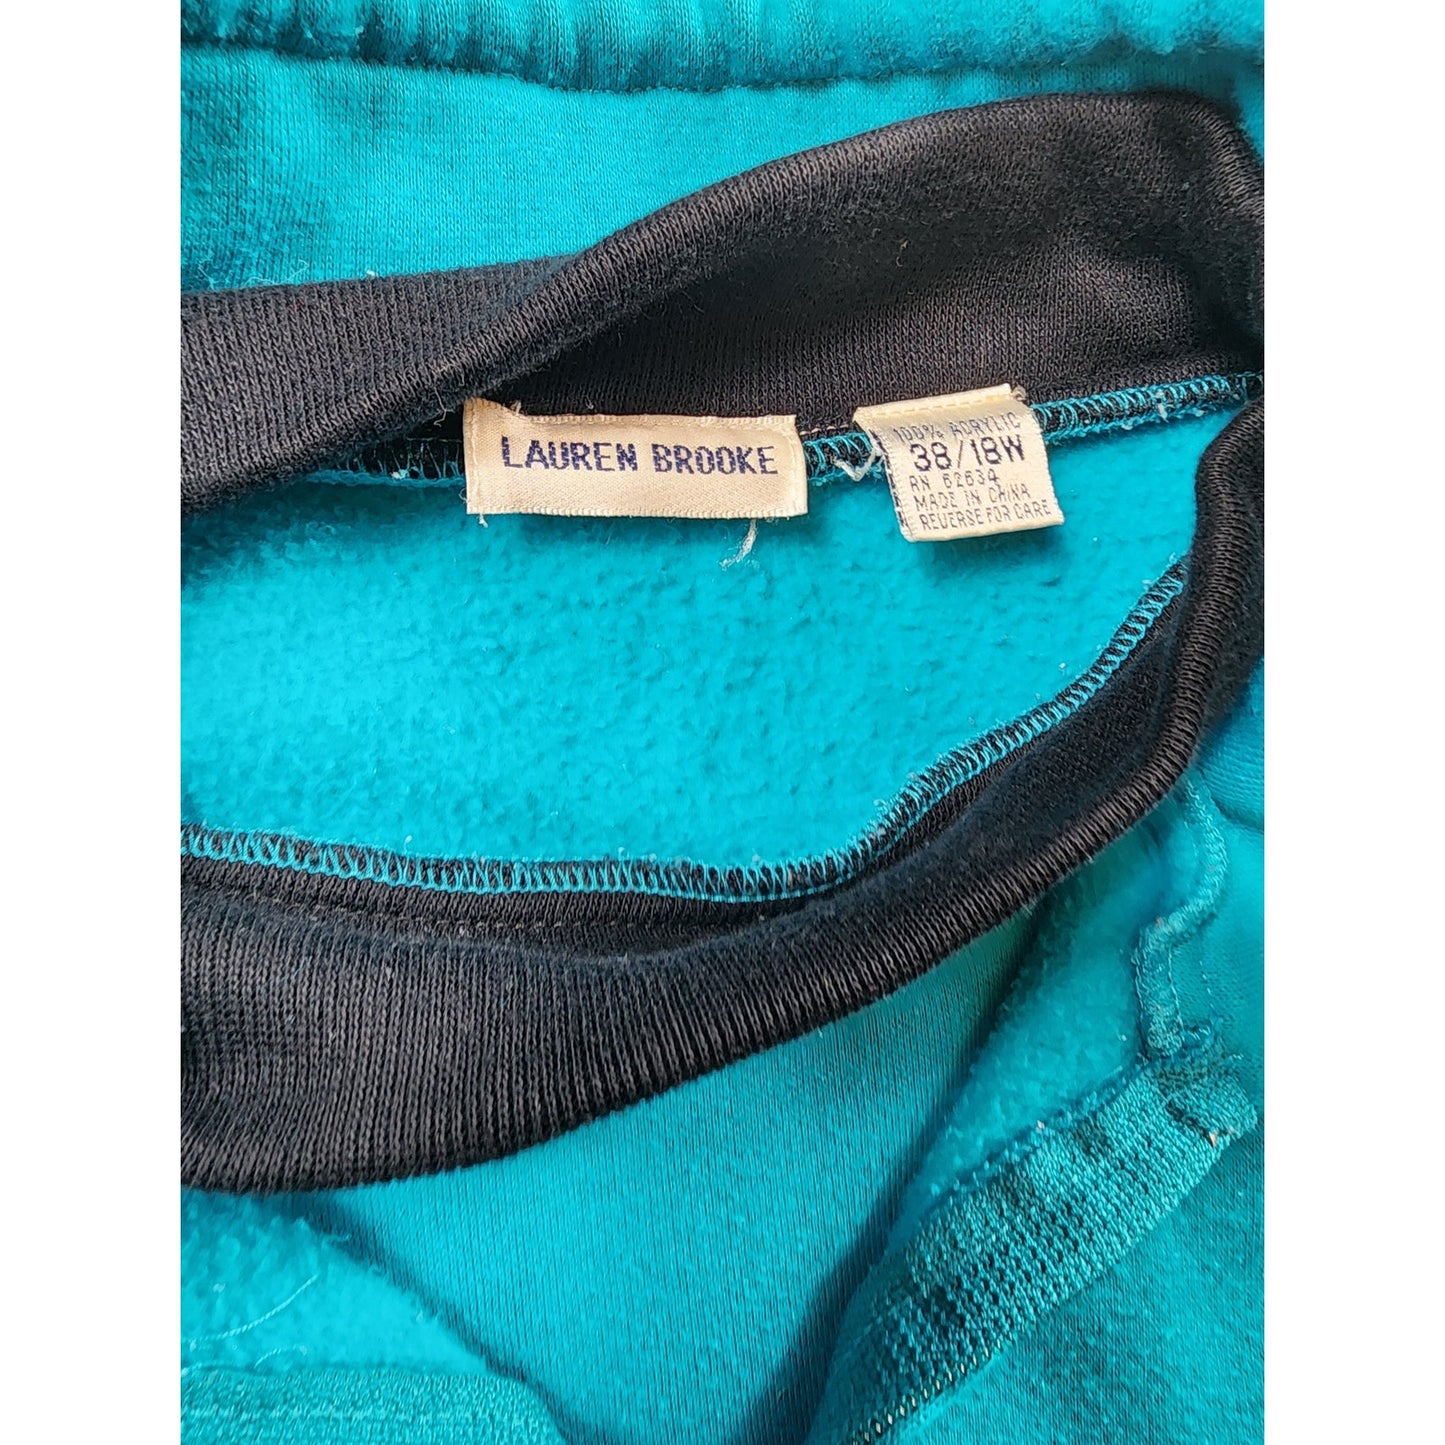 LAUREN BROOKE
100% ACRYLIC
38/18W
RN 62634
MADE IN CHINA
REVERSE FOR CARE